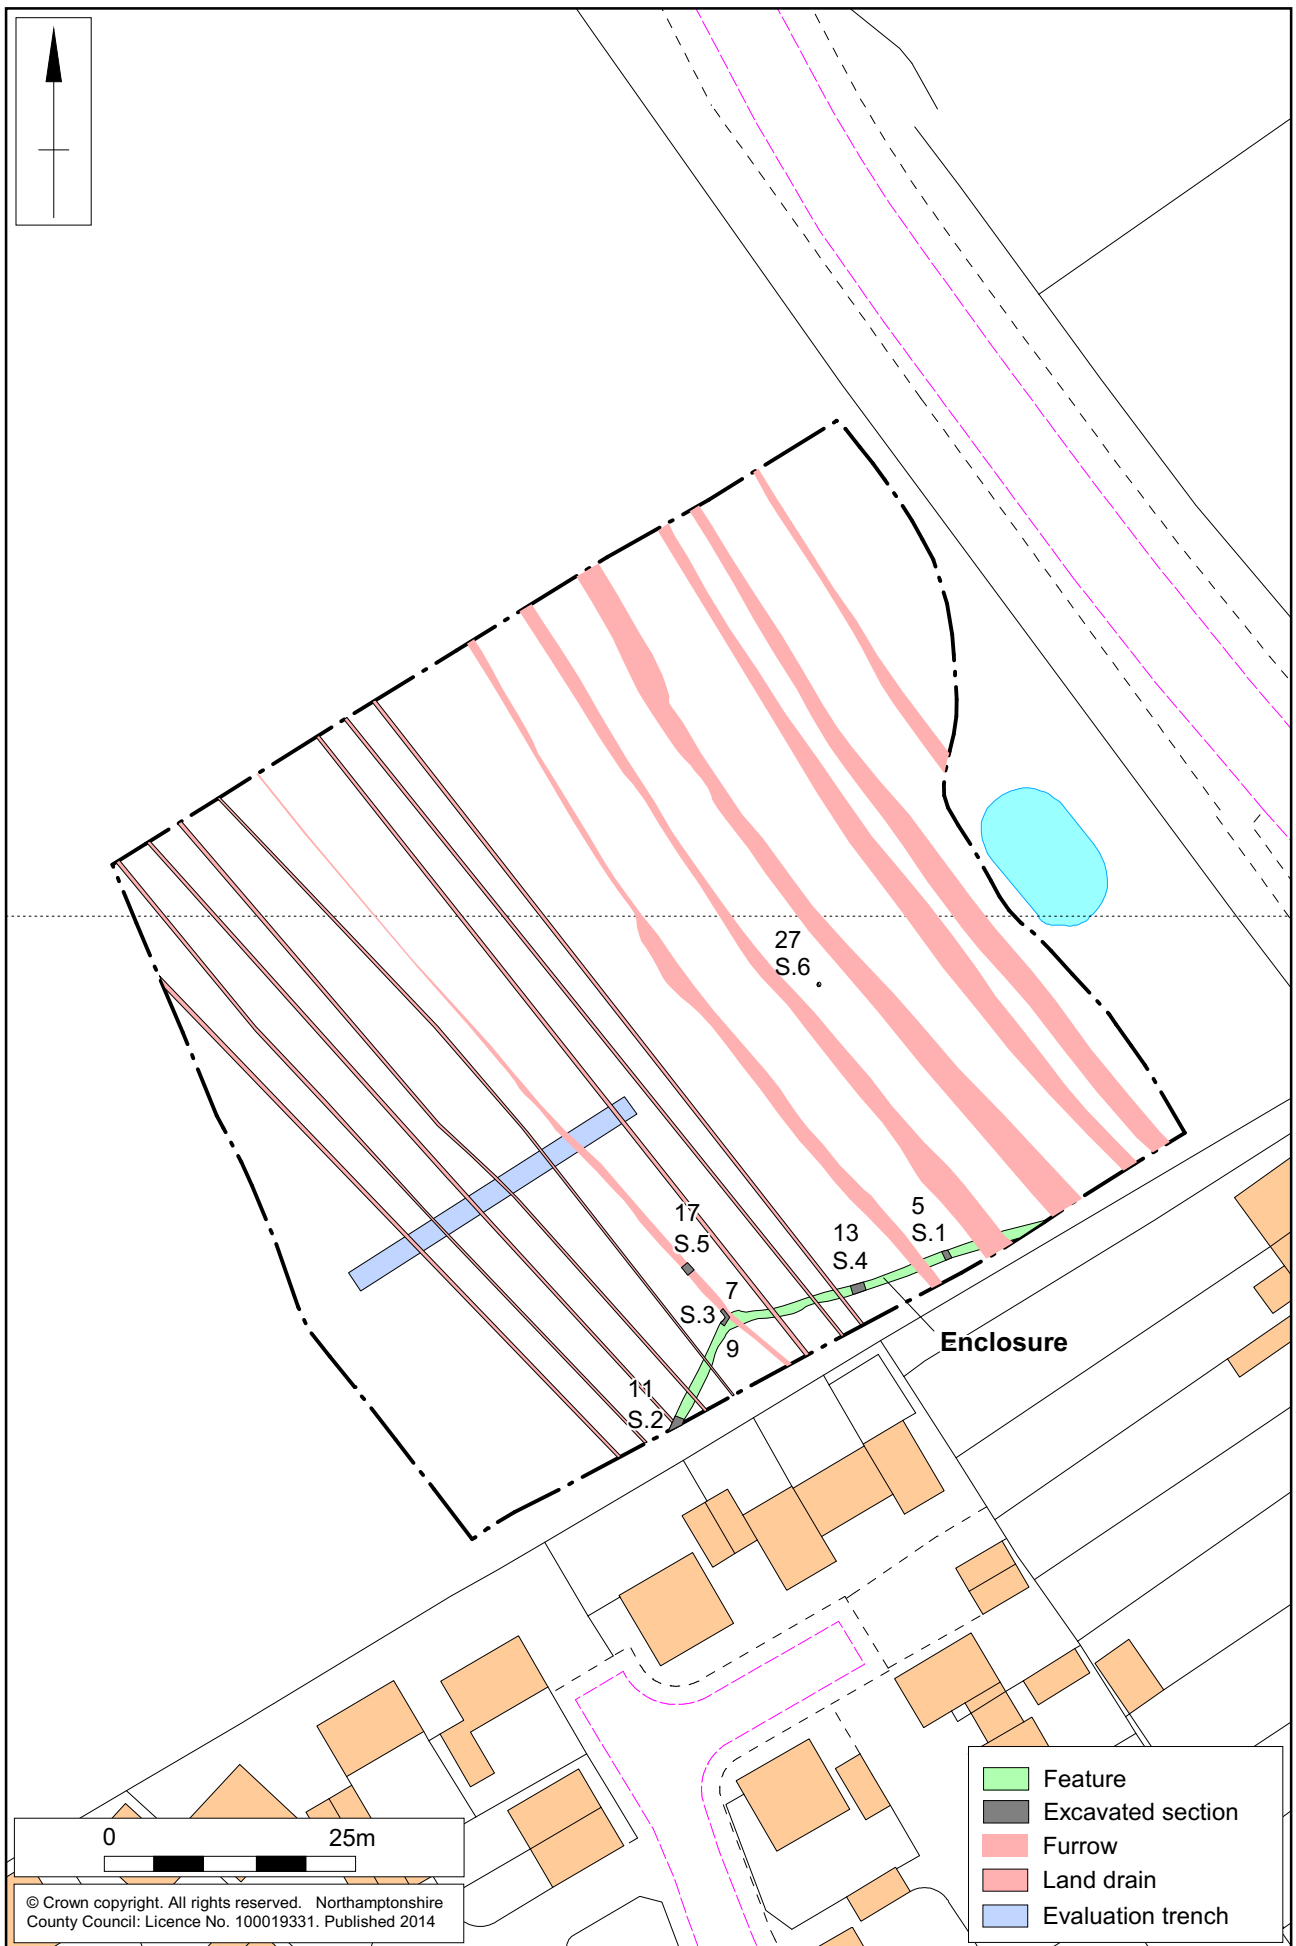 27
S.6
5
S.1
17
S.5
13
S.4
7
S.3
9
Enclosure
11
S.2
Feature
Excavated section
Furrow
Land drain
Evaluation trench
0 25m
© Crown copyright. All rights reserved. Northamptonshire
County Council: Licence No. 100019331. Published 2014